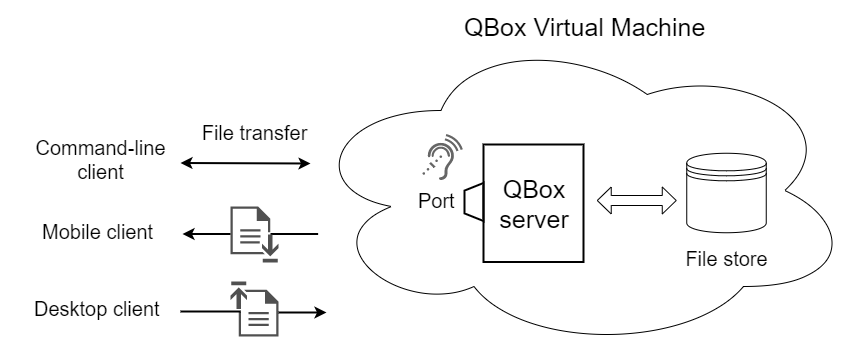 QBox Virtual Machine
File transfer
Command-line
client
Port
QBox
server
Mobile client
File store
Desktop client